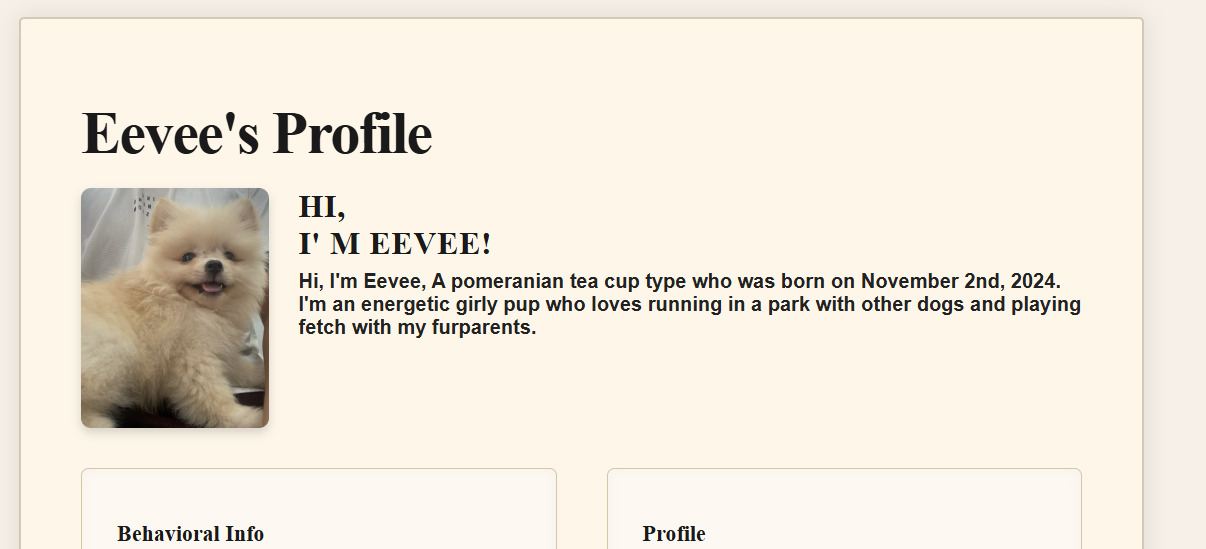 Eevee's Profile
HI,
I' M EEVEE!
Hi, I'm Eevee, A pomeranian tea cup type who was born on November 2nd, 2024.
I'm an energetic girly pup who loves running in a park with other dogs and playing
fetch with my furparents.
Behavioral Info
Profile